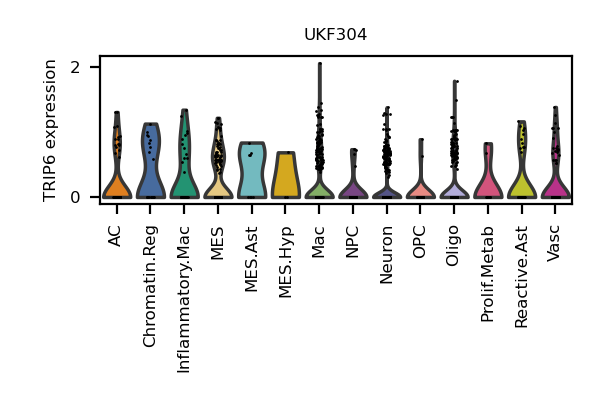 UKF304
TRIP6 expression
2
0
AC
Chromatin.Reg
Inflammatory.Mac
MES
MES.Ast
MES.Hyp
Mac
NPC
Neuron
OPC
Oligo
Prolif.Metab
Reactive.Ast
Vasc